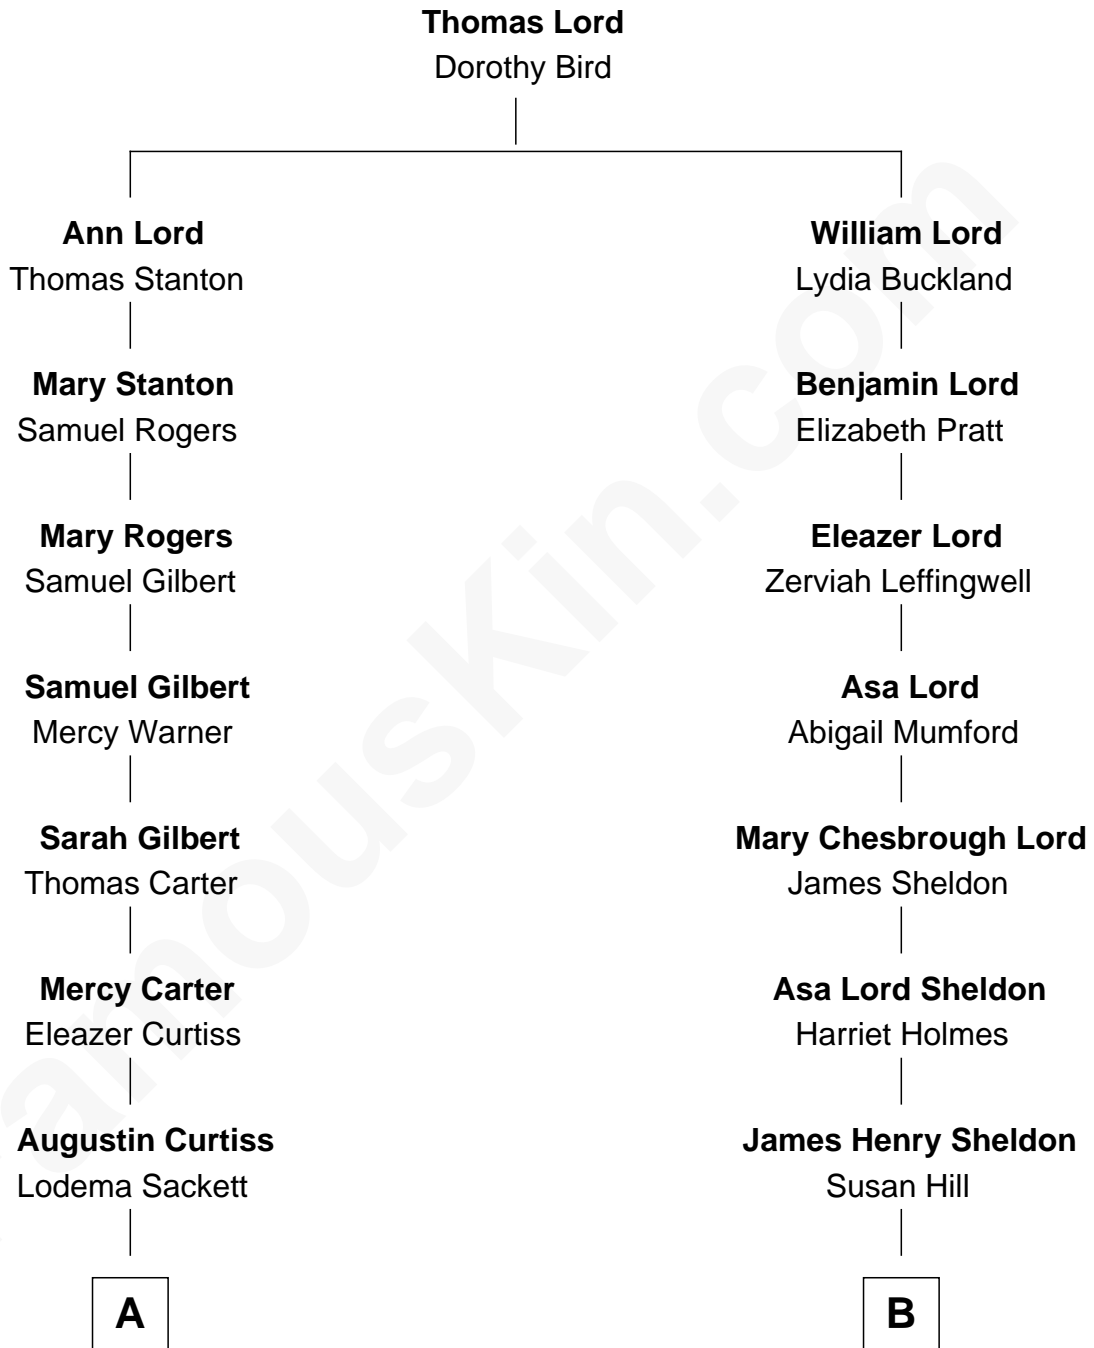 Thomas Lord
Dorothy Bird
Ann Lord
Thomas Stanton
William Lord
Lydia Buckland
Mary Stanton
Samuel Rogers
Benjamin Lord
Elizabeth Pratt
Mary Rogers
Samuel Gilbert
Eleazer Lord
Zerviah Leffingwell
Samuel Gilbert
Mercy Warner
Asa Lord
Abigail Mumford
Sarah Gilbert
Thomas Carter
Mary Chesbrough Lord
James Sheldon
Mercy Carter
Eleazer Curtiss
Asa Lord Sheldon
Harriet Holmes
Augustin Curtiss
Lodema Sackett
James Henry Sheldon
Susan Hill
A
B
amouskin.com